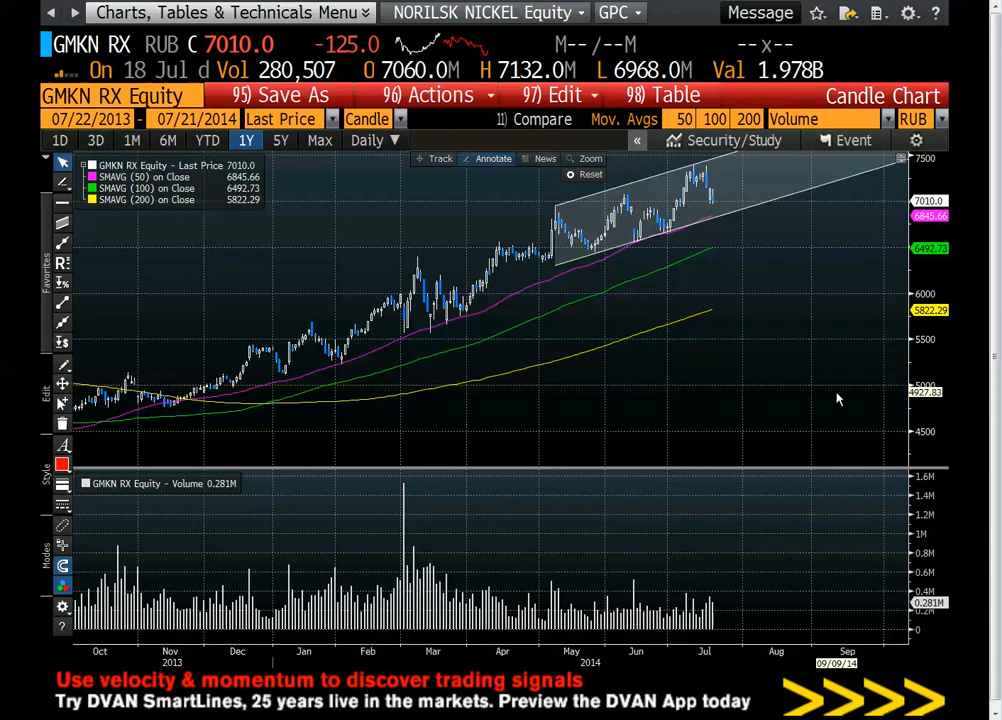 Charts, Tables & Technicals Menu NORILSK NICKEL Equity GPC Message ?
GMKN RX RUB C 7010.0 -125.0 M--/--M --x--
On 18 Jul d Vol 280,507 O 7060.0M H 7132.0M L 6968.0M Val 1.978B
GMKN RX Equity 95) Save As 96) Actions 97) Edit 98) Table Candle Chart
07/22/2013 - 07/21/2014 Last Price Candle 11) Compare Mov. Avgs 50 100 200 Volume RUB
1D 3D 1M 6M YTD 1Y 5Y Max Daily « Security/Study Event
Track Annotate News Zoom
Reset
GMKN RX Equity - Last Price 7010.0
SMAVG (50) on Close 6845.66
SMAVG (100) on Close 6492.73
SMAVG (200) on Close 5822.29
7500
7010.0
6845.66
6492.73
6000
5822.29
5500
5000
4927.83
4500
Favorites
Edit
Style
Modes
GMKN RX Equity - Volume 0.281M
1.6M
1.4M
1.2M
1M
0.8M
0.6M
0.4M
0.281M
0.2M
0
Oct Nov Dec Jan Feb Mar Apr May Jun Jul Aug Sep
2013 2014 09/09/14
Use velocity & momentum to discover trading signals
Try DVAN SmartLines, 25 years live in the markets. Preview the DVAN App today